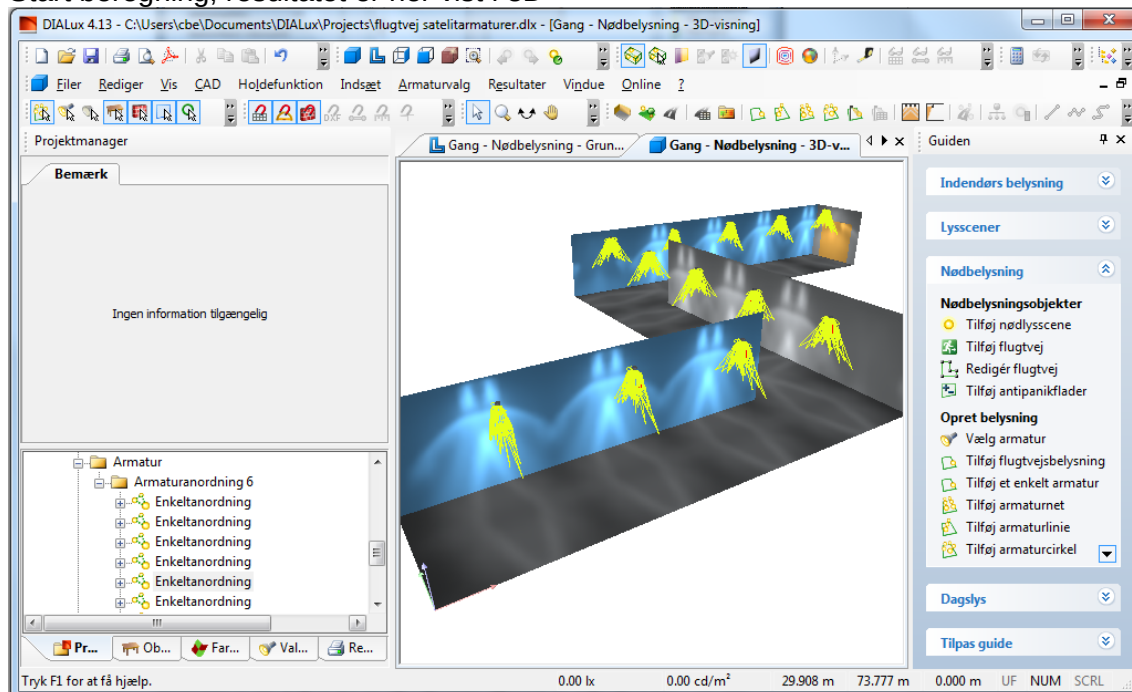 DIALux 4.13 - C:\Users\cbe\Documents\DIALux\Projects\flugtvej satelitarmaturer.dlx - [Gang - Nødbelysning - 3D-visning]
Filer Rediger Vis CAD Holdefunktion Indsæt Armaturvalg Resultater Vindue Online ?
Projektmanager
Bemærk
Ingen information tilgængelig
Armatur
Armaturanordning 6
Enkeltanordning
Enkeltanordning
Enkeltanordning
Enkeltanordning
Enkeltanordning
Enkeltanordning
Pr... Ob... Far... Val... Re...
Gang - Nødbelysning - Grun... Gang - Nødbelysning - 3D-v...
Guiden
Indendørs belysning
Lysscener
Nødbelysning
Nødbelysningsobjekter
Tilføj nødlysscene
Tilføj flugtvej
Redigér flugtvej
Tilføj antipanikflader
Opret belysning
Vælg armatur
Tilføj flugtvejsbelysning
Tilføj et enkelt armatur
Tilføj armaturnet
Tilføj armaturlinie
Tilføj armaturcirkel
Dagslys
Tilpas guide
Tryk F1 for at få hjælp. 0.00 lx 0.00 cd/m² 29.908 m 73.777 m 0.000 m UF NUM SCRL